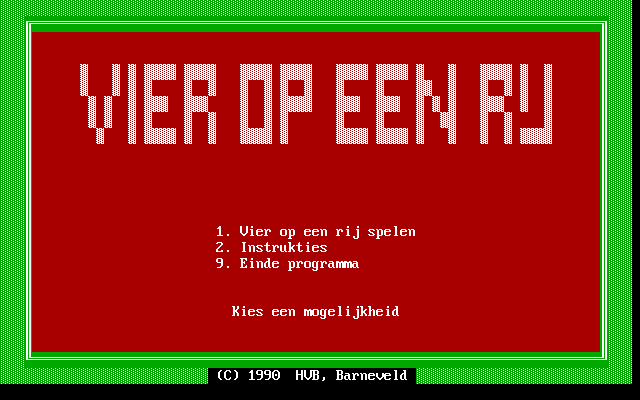 VIER OP EEN RIJ
1. Vier op een rij spelen
2. Instrukties
9. Einde programma
Kies een mogelijkheid
(C) 1990  HVB, Barneveld